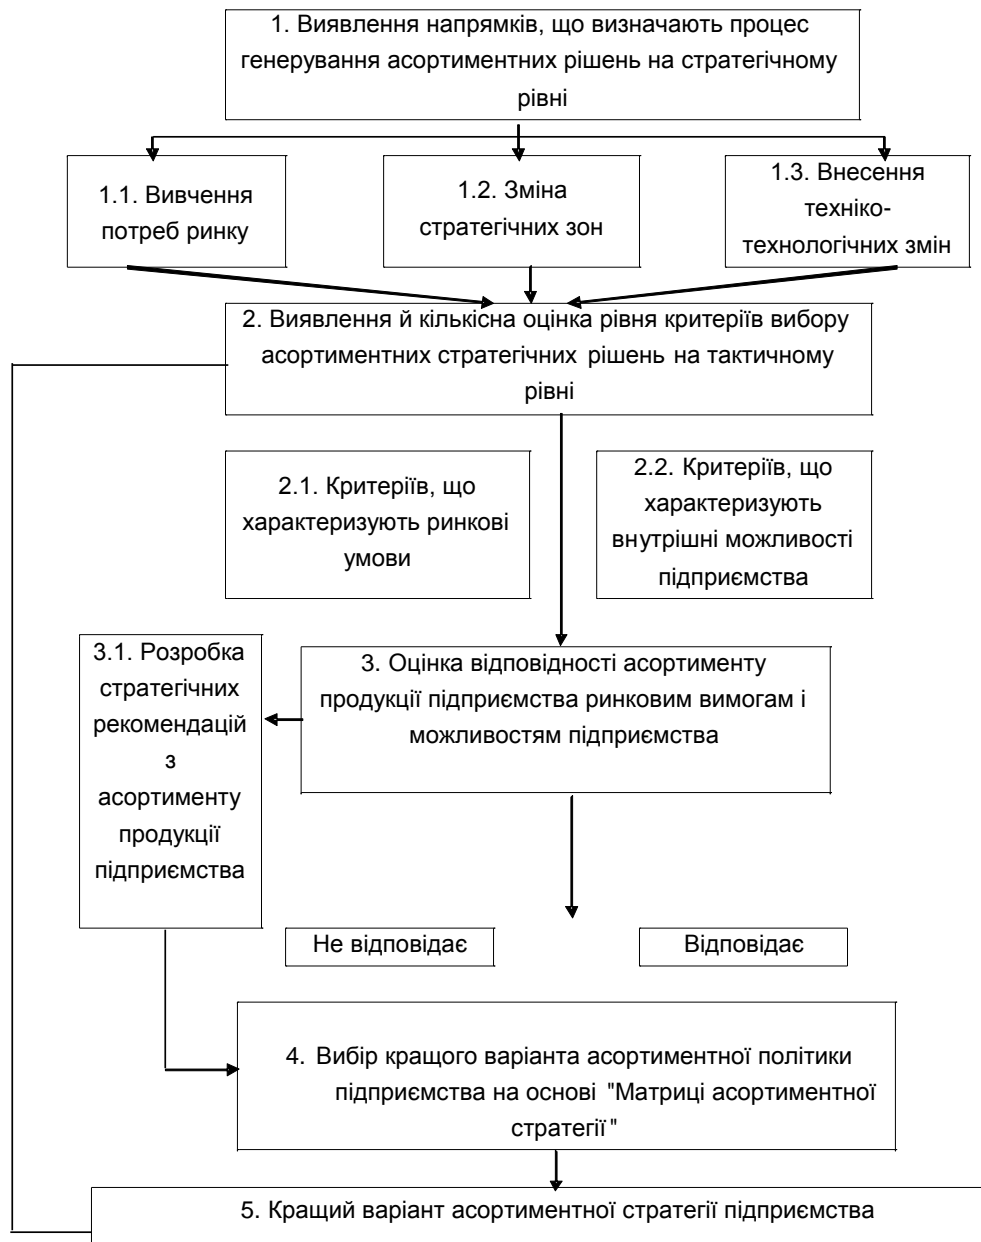 1. Виявлення напрямків, що визначають процес
генерування асортиментних рішень на стратегічному
рівні
1.1. Вивчення
потреб ринку
1.2. Зміна
стратегічних зон
1.3. Внесення
техніко-
технологічних змін
2. Виявлення й кількісна оцінка рівня критеріїв вибору
асортиментних стратегічних рішень на тактичному
рівні
2.1. Критеріїв, що
характеризують ринкові
умови
2.2. Критеріїв, що
характеризують
внутрішні можливості
підприємства
3.1. Розробка
стратегічних
рекомендацій
з
асортименту
продукції
підприємства
3. Оцінка відповідності асортименту
продукції підприємства ринковим вимогам і
можливостям підприємства
Не відповідає
Відповідає
4. Вибір кращого варіанта асортиментної політики
підприємства на основі "Матриці асортиментної
стратегії"
5. Кращий варіант асортиментної стратегії підприємства